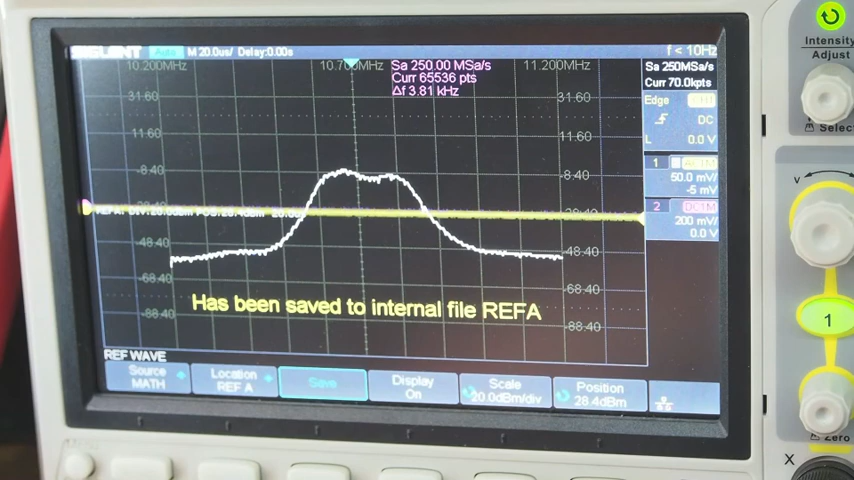 SIGLENT Auto M 20.0us/ Delay:0.00s f < 10Hz
10.200MHz 10.700MHz 11.200MHz
Sa 250.00 MSa/s
Curr 65536 pts
Δf 3.81 kHz
Sa 250MSa/s
Curr 70.0kpts
Edge CH1
DC
L 0.0 V
1 AC1M
50.0 mV/
-5 mV
2 DC1M
200 mV/
0.0 V
31.60 31.60
11.60 11.60
-8.40 -8.40
-48.40 -48.40
-68.40 -68.40
-88.40 -88.40
Has been saved to internal file REFA
REF WAVE
Source
MATH
Location
REF A
Save
Display
On
Scale
20.0dBm/div
Position
28.4dBm
Intensity
Adjust
Select
V
1
Zero
X